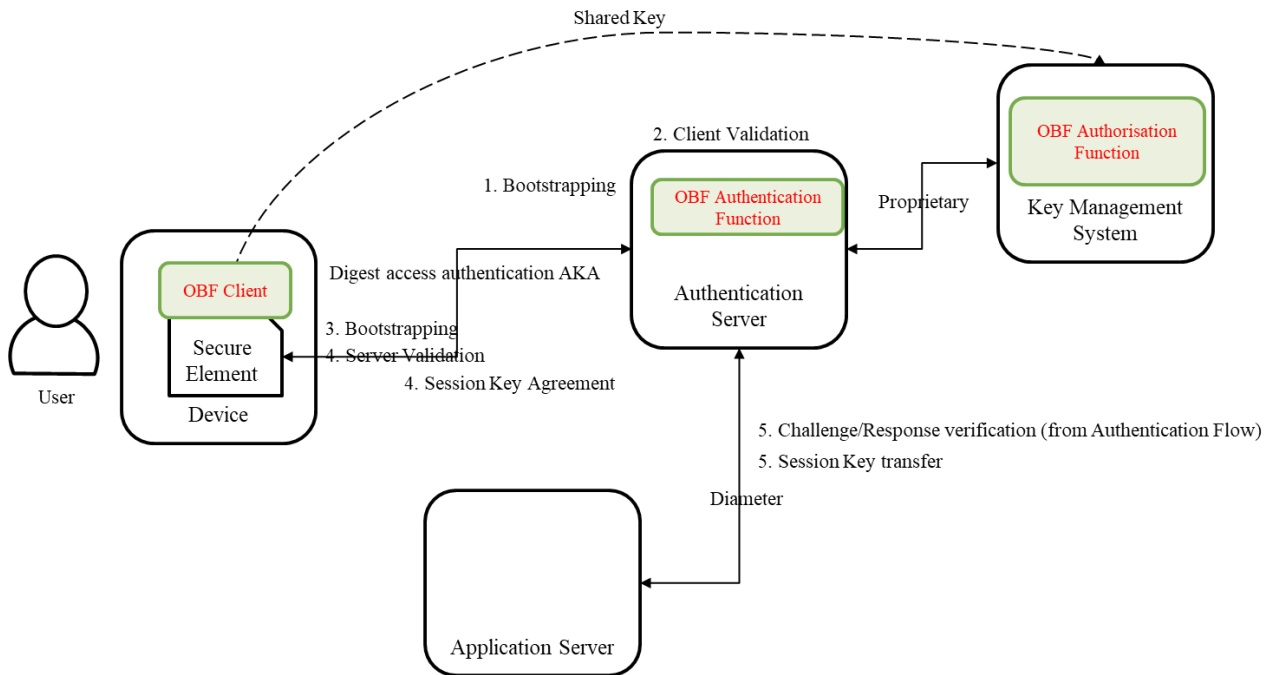 Shared Key
OBF Authorisation
Function
Key Management
System
2. Client Validation
1. Bootstrapping
OBF Authentication
Function
Proprietary
Authentication
Server
Digest access authentication AKA
OBF Client
3. Bootstrapping
4. Server Validation
4. Session Key Agreement
Secure
Element
Device
User
5. Challenge/Response verification (from Authentication Flow)
5. Session Key transfer
Diameter
Application Server